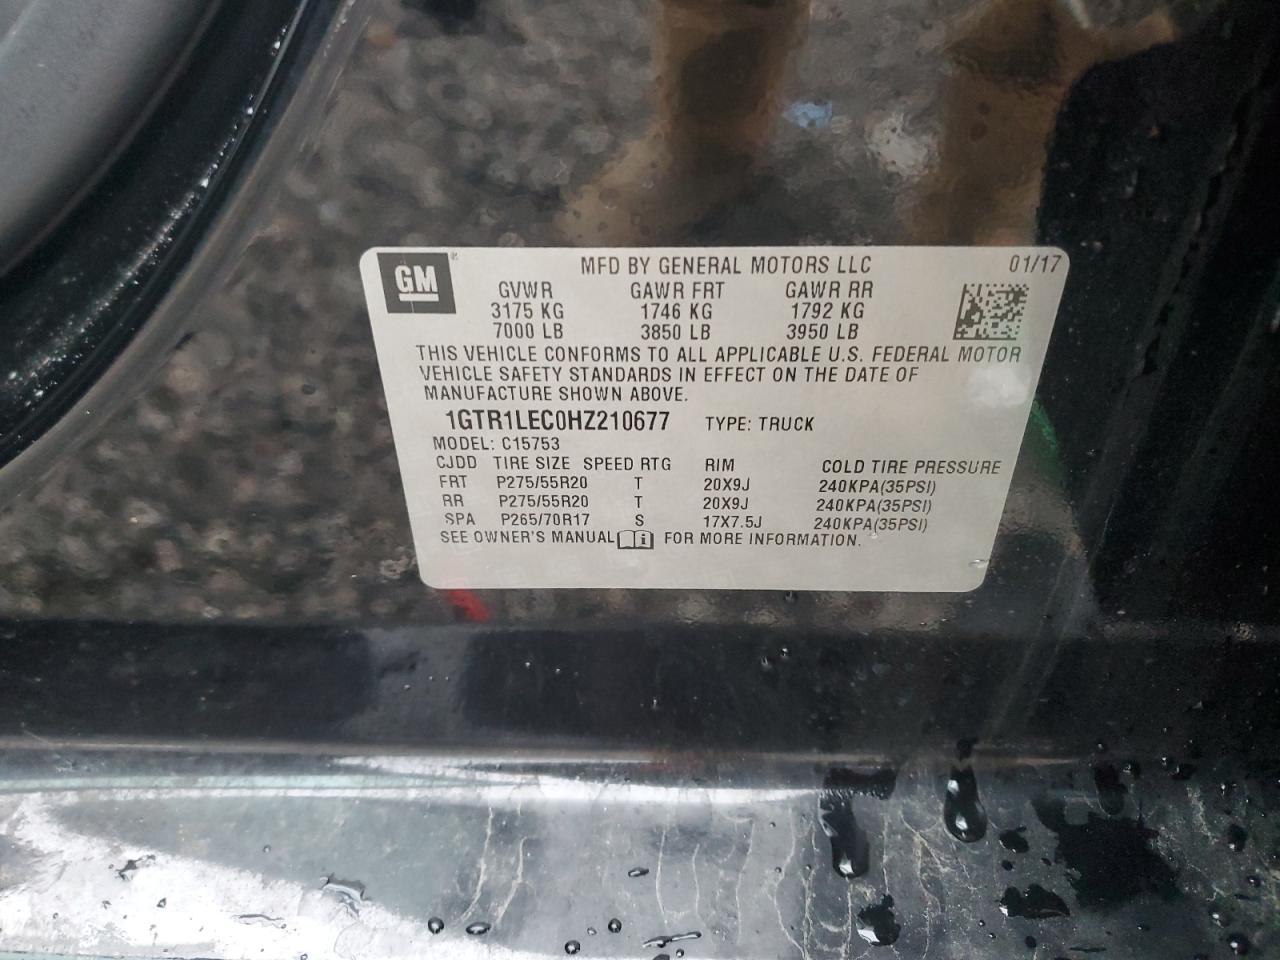 GM
MFD BY GENERAL MOTORS LLC 01/17
GVWR GAWR FRT GAWR RR
3175 KG 1746 KG 1792 KG
7000 LB 3850 LB 3950 LB
THIS VEHICLE CONFORMS TO ALL APPLICABLE U.S. FEDERAL MOTOR
VEHICLE SAFETY STANDARDS IN EFFECT ON THE DATE OF
MANUFACTURE SHOWN ABOVE.
1GTR1LEC0HZ210677 TYPE: TRUCK
MODEL: C15753
CJDD TIRE SIZE SPEED RTG RIM COLD TIRE PRESSURE
FRT P275/55R20 T 20X9J 240KPA(35PSI)
RR P275/55R20 T 20X9J 240KPA(35PSI)
SPA P265/70R17 S 17X7.5J 240KPA(35PSI)
SEE OWNER'S MANUAL FOR MORE INFORMATION.